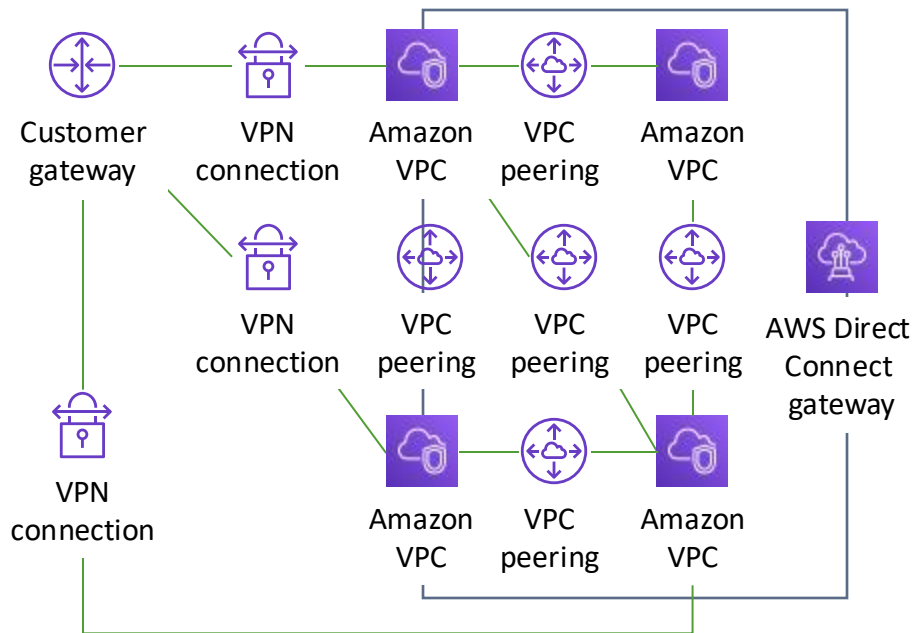 Customer
gateway
VPN
connection
Amazon
VPC
VPC
peering
Amazon
VPC
VPN
connection
VPC
peering
VPC
peering
VPC
peering
AWS Direct
Connect
gateway
VPN
connection
Amazon
VPC
VPC
peering
Amazon
VPC